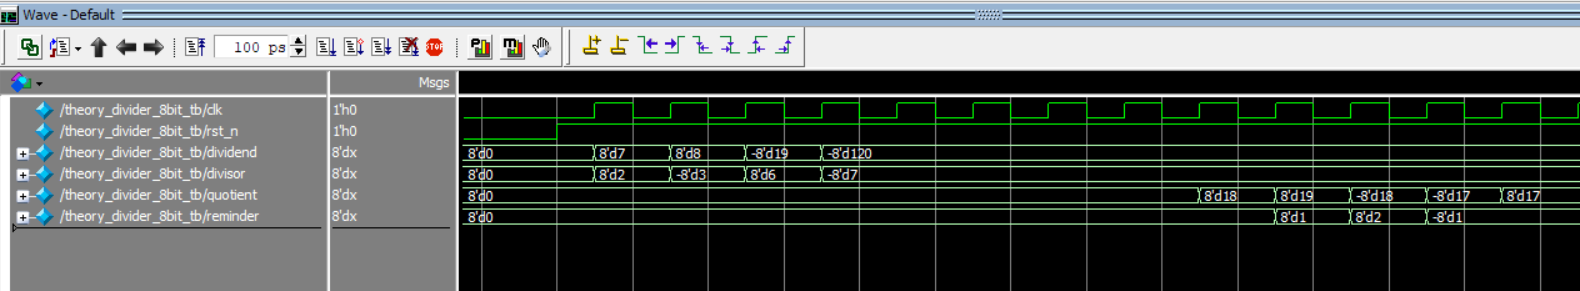 Wave - Default
100 ps
STOP
Msgs
/theory_divider_8bit_tb/clk 1'h0
/theory_divider_8bit_tb/rst_n 1'h0
/theory_divider_8bit_tb/dividend 8'dx 8'd0 8'd7 8'd8 -8'd19 -8'd120
/theory_divider_8bit_tb/divisor 8'dx 8'd0 8'd2 -8'd3 8'd6 -8'd7
/theory_divider_8bit_tb/quotient 8'dx 8'd0 8'd18 8'd19 -8'd18 -8'd17 8'd17
/theory_divider_8bit_tb/reminder 8'dx 8'd0 8'd1 8'd2 -8'd1